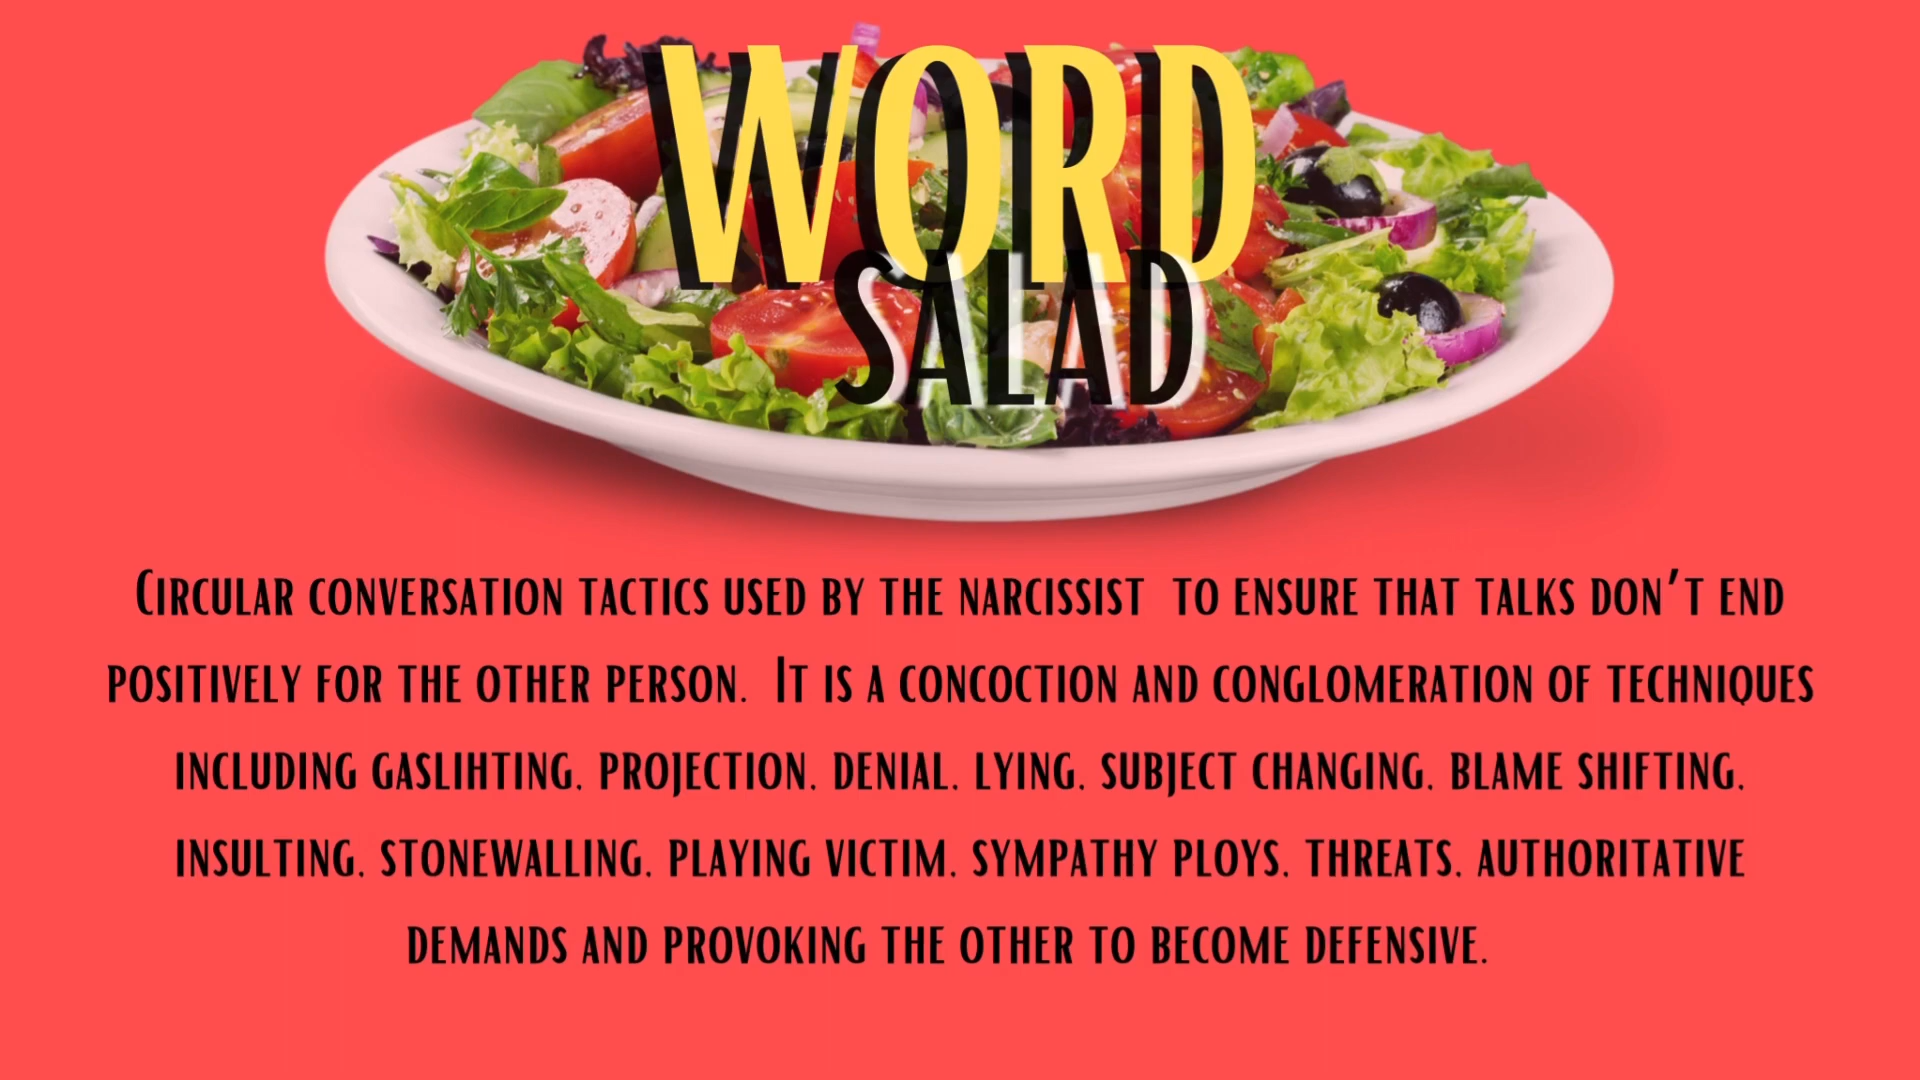 WORD
SALAD
Circular conversation tactics used by the narcissist to ensure that talks don't end
positively for the other person. It is a concoction and conglomeration of techniques
including gaslihting, projection, denial, lying, subject changing, blame shifting,
insulting, stonewalling, playing victim, sympathy ploys, threats, authoritative
demands and provoking the other to become defensive.